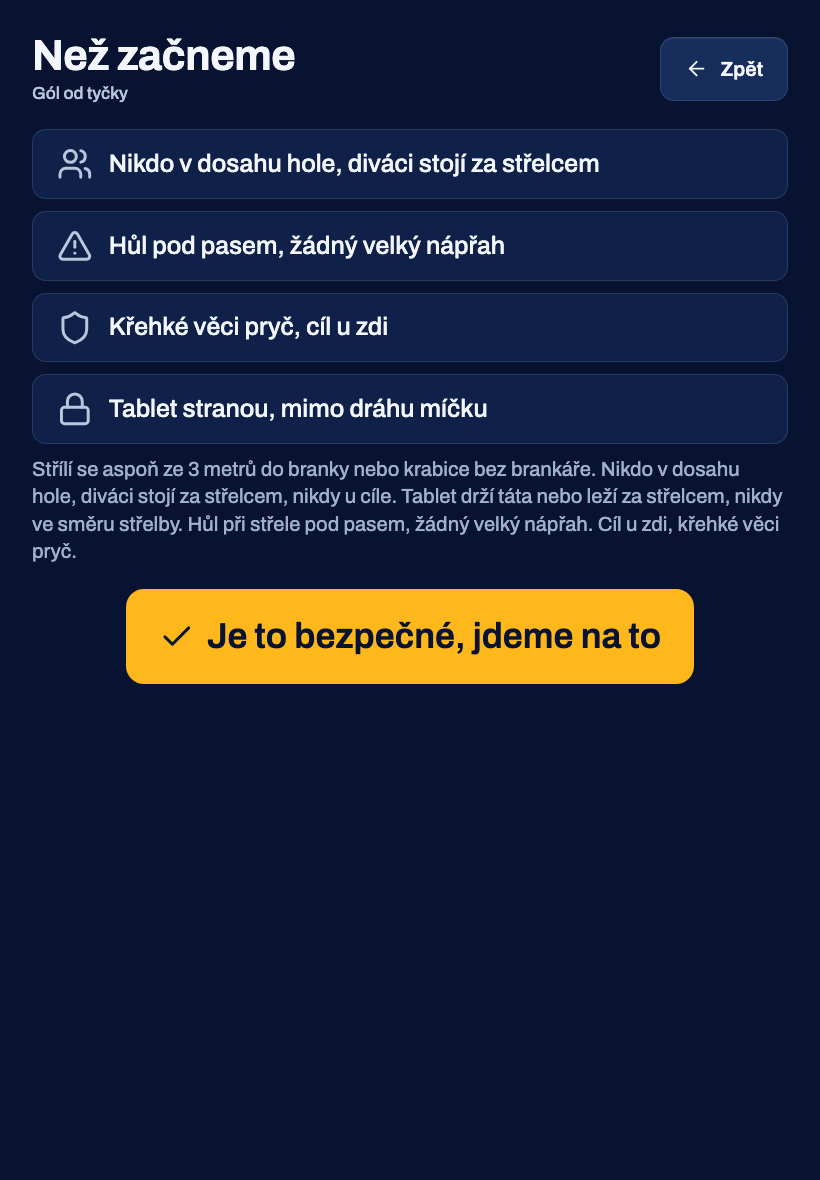 Než začneme
Gól od tyčky
Zpět
Nikdo v dosahu hole, diváci stojí za střelcem
Hůl pod pasem, žádný velký nápřah
Křehké věci pryč, cíl u zdi
Tablet stranou, mimo dráhu míčku
Střílí se aspoň ze 3 metrů do branky nebo krabice bez brankáře. Nikdo v dosahu
hole, diváci stojí za střelcem, nikdy u cíle. Tablet drží táta nebo leží za střelcem, nikdy
ve směru střelby. Hůl při střele pod pasem, žádný velký nápřah. Cíl u zdi, křehké věci
pryč.
Je to bezpečné, jdeme na to